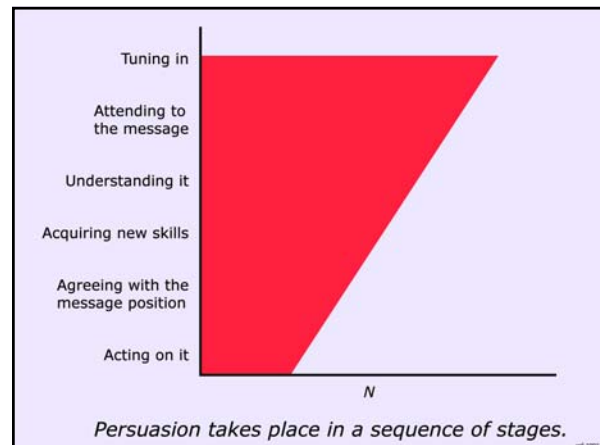 Tuning in
Attending to
the message
Understanding it
Acquiring new skills
Agreeing with the
message position
Acting on it
N
Persuasion takes place in a sequence of stages.